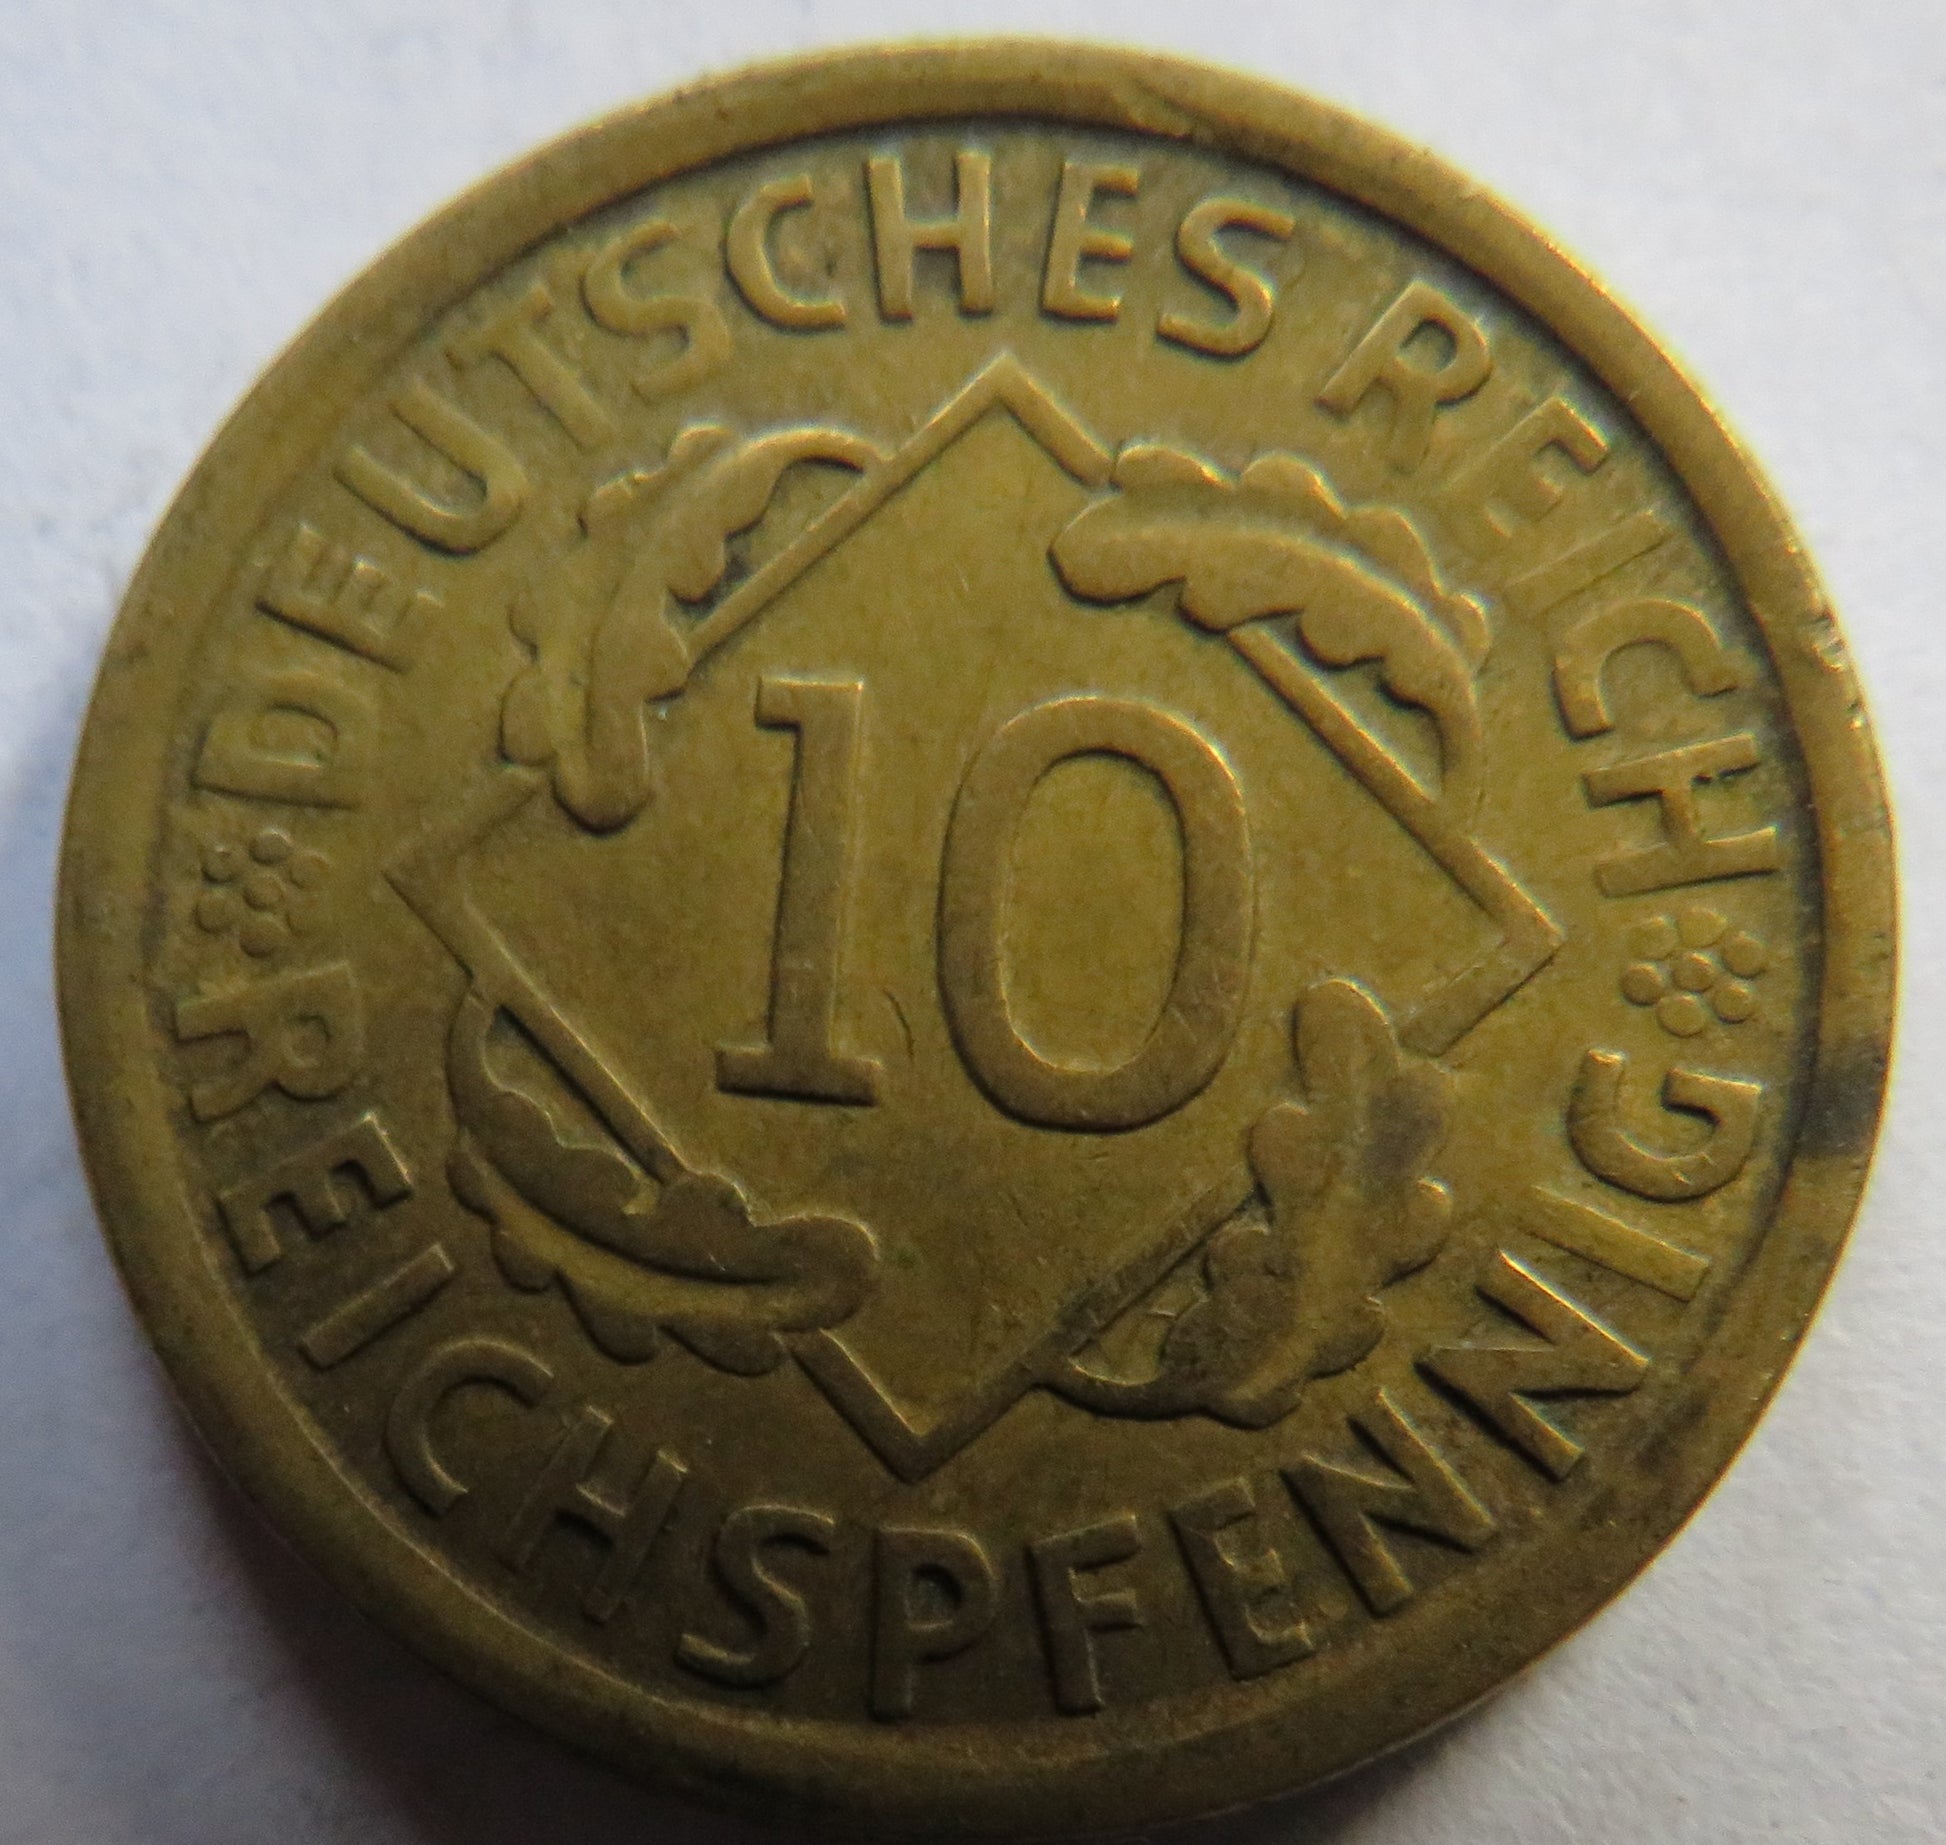 DEUTSCHES REICH
10
REICHSPFENNIG